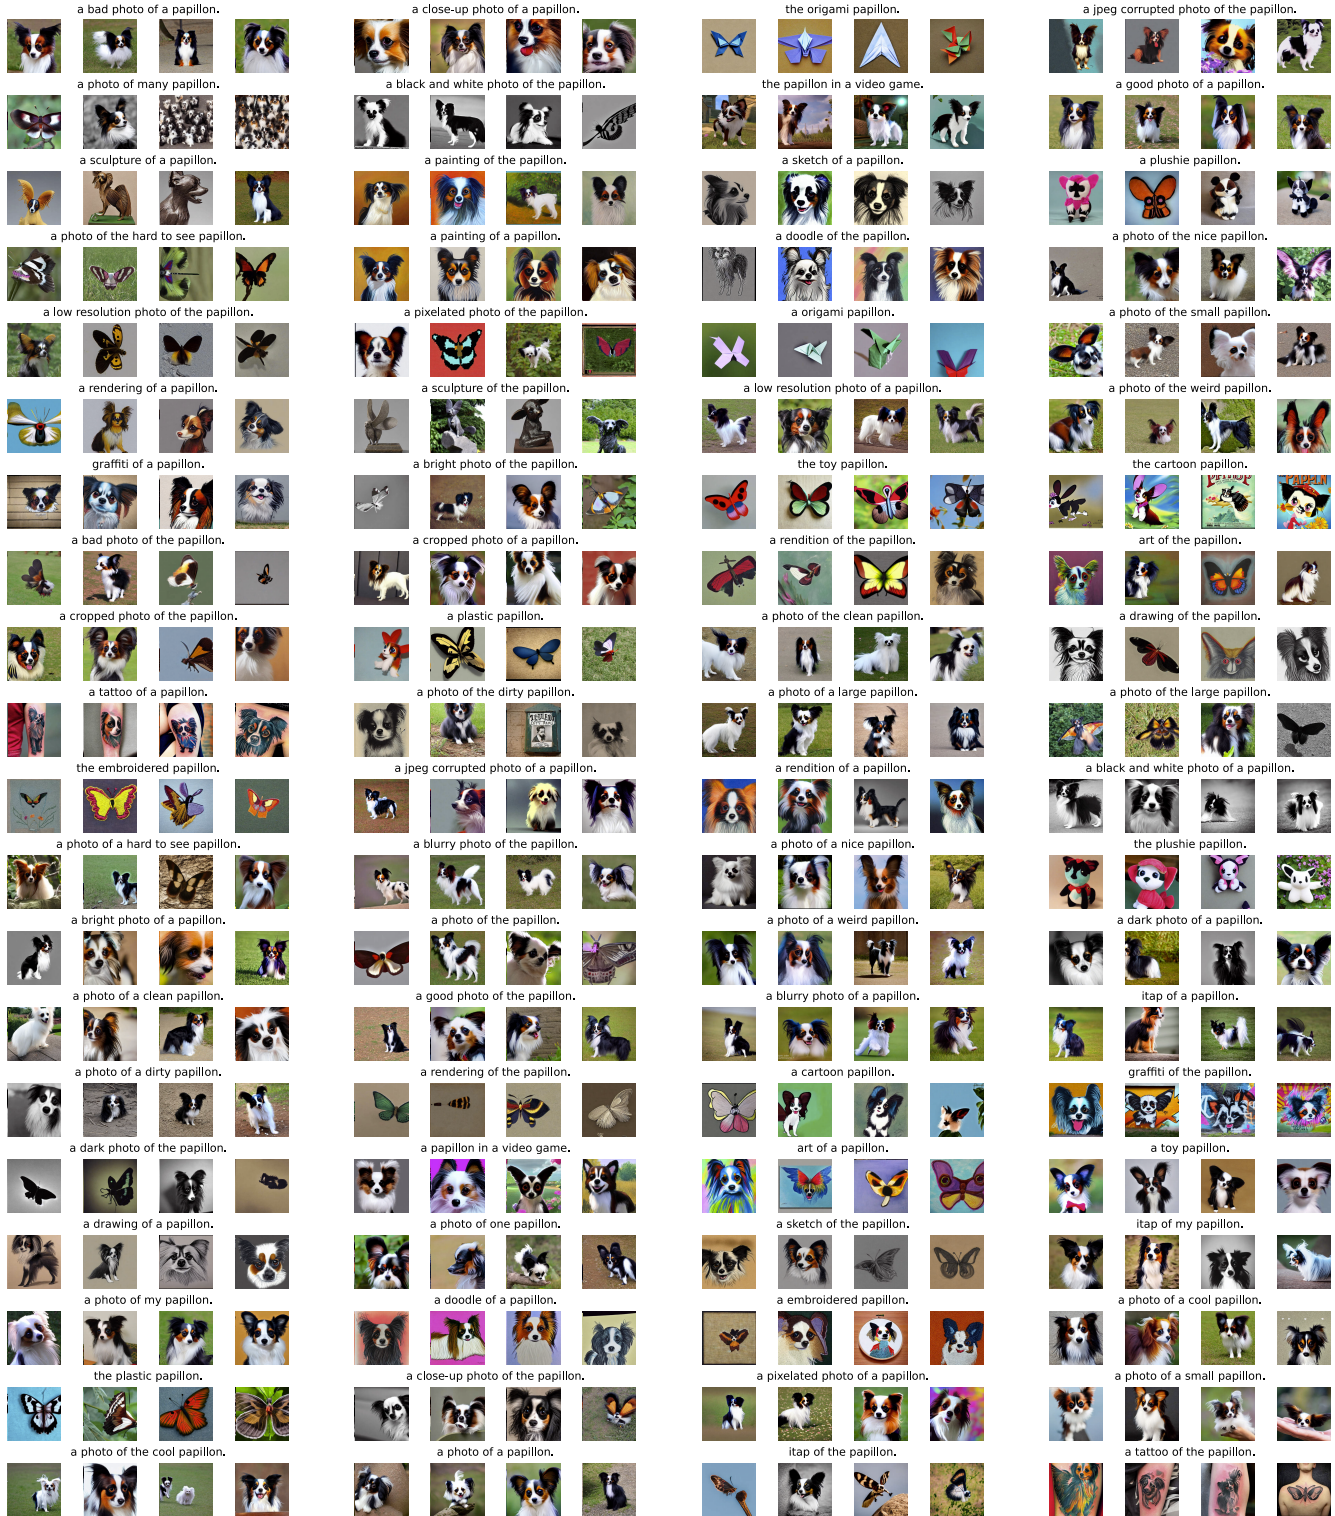 a bad photo of a papillon.
a close-up photo of a papillon.
the origami papillon.
a jpeg corrupted photo of the papillon.
a photo of many papillon.
a black and white photo of the papillon.
the papillon in a video game.
a good photo of a papillon.
a sculpture of a papillon.
a painting of the papillon.
a sketch of a papillon.
a plushie papillon.
a photo of the hard to see papillon.
a painting of a papillon.
a doodle of the papillon.
a photo of the nice papillon.
a low resolution photo of the papillon.
a pixelated photo of the papillon.
a origami papillon.
a photo of the small papillon.
a rendering of a papillon.
a sculpture of the papillon.
a low resolution photo of a papillon.
a photo of the weird papillon.
graffiti of a papillon.
a bright photo of the papillon.
the toy papillon.
the cartoon papillon.
a bad photo of the papillon.
a cropped photo of a papillon.
a rendition of the papillon.
art of the papillon.
a cropped photo of the papillon.
a plastic papillon.
a photo of the clean papillon.
a drawing of the papillon.
a tattoo of a papillon.
a photo of the dirty papillon.
a photo of a large papillon.
a photo of the large papillon.
the embroidered papillon.
a jpeg corrupted photo of a papillon.
a rendition of a papillon.
a black and white photo of a papillon.
a photo of a hard to see papillon.
a blurry photo of the papillon.
a photo of a nice papillon.
the plushie papillon.
a bright photo of a papillon.
a photo of the papillon.
a photo of a weird papillon.
a dark photo of a papillon.
a photo of a clean papillon.
a good photo of the papillon.
a blurry photo of a papillon.
itap of a papillon.
a photo of a dirty papillon.
a rendering of the papillon.
a cartoon papillon.
graffiti of the papillon.
a dark photo of the papillon.
a papillon in a video game.
art of a papillon.
a toy papillon.
a drawing of a papillon.
a photo of one papillon.
a sketch of the papillon.
itap of my papillon.
a photo of my papillon.
a doodle of a papillon.
a embroidered papillon.
a photo of a cool papillon.
the plastic papillon.
a close-up photo of the papillon.
a pixelated photo of a papillon.
a photo of a small papillon.
a photo of the cool papillon.
a photo of a papillon.
itap of the papillon.
a tattoo of the papillon.